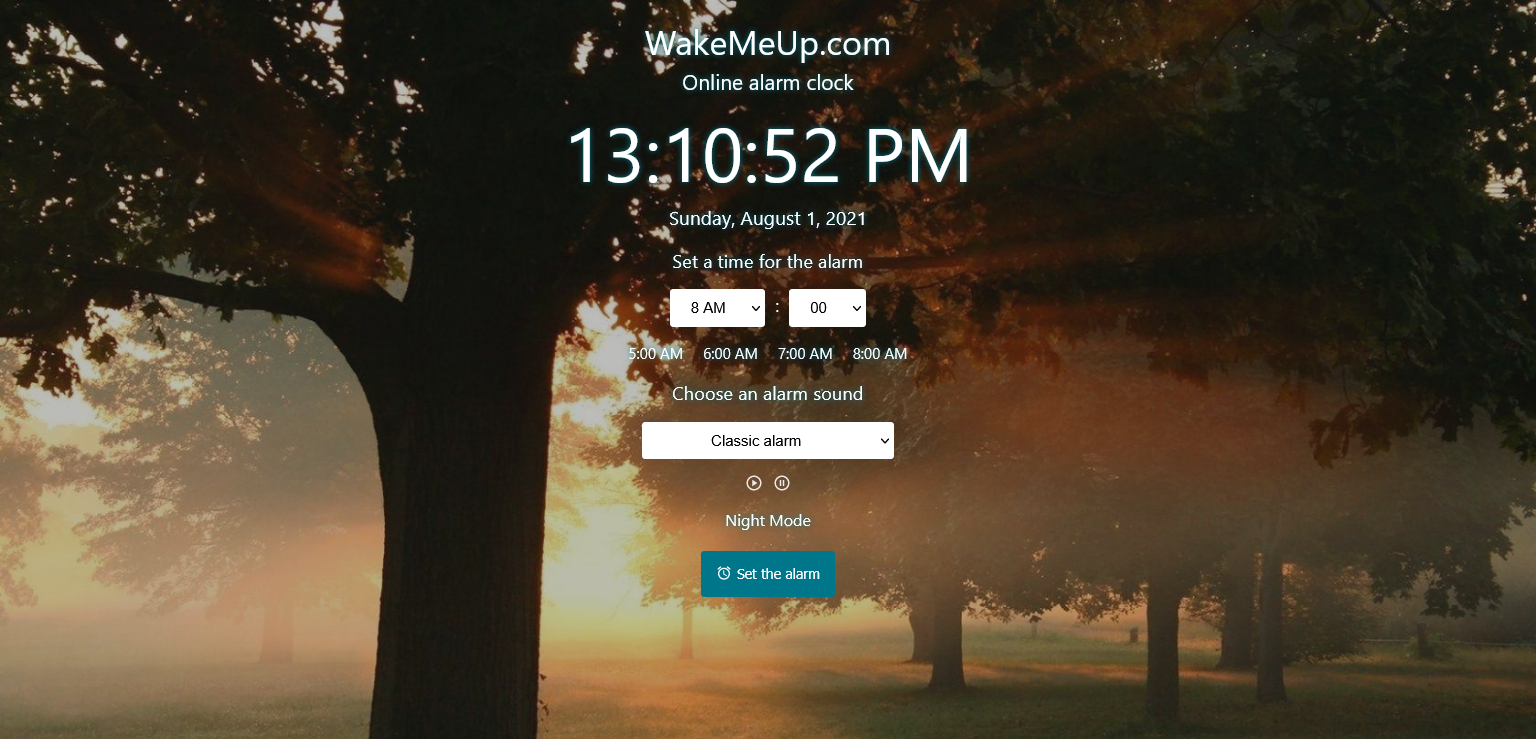 WakeMeUp.com
Online alarm clock
13:10:52 PM
Sunday, August 1, 2021
Set a time for the alarm
8 AM : 00
5:00 AM 6:00 AM 7:00 AM 8:00 AM
Choose an alarm sound
Classic alarm
Night Mode
Set the alarm